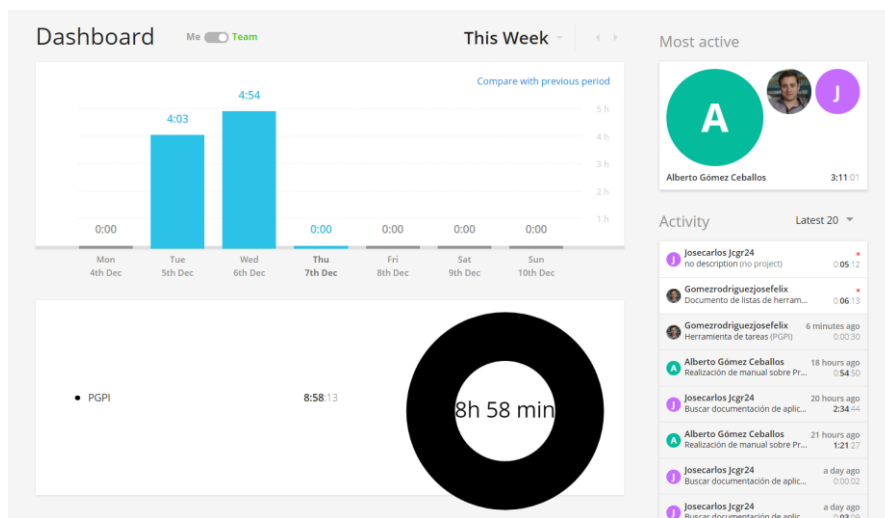 Dashboard
Me Team
This Week
Compare with previous period
4:54
4:03
5 h
4 h
3 h
2 h
1 h
0:00
0:00
0:00
0:00
0:00
Mon
4th Dec
Tue
5th Dec
Wed
6th Dec
Thu
7th Dec
Fri
8th Dec
Sat
9th Dec
Sun
10th Dec
PGPI
8:58:13
8h 58 min
Most active
A
J
Alberto Gómez Ceballos 3:11:01
Activity
Latest 20
J
Josecarlos Jcgr24
no description (no project) 0:05:12
Gomezrodriguezjosefelix
Documento de listas de herram... 0:06:13
Gomezrodriguezjosefelix 6 minutes ago
Herramienta de tareas (PGPI) 0:00:30
A
Alberto Gómez Ceballos 18 hours ago
Realización de manual sobre Pr... 0:54:50
J
Josecarlos Jcgr24 20 hours ago
Buscar documentación de aplic... 2:34:44
A
Alberto Gómez Ceballos 21 hours ago
Realización de manual sobre Pr... 1:21:27
J
Josecarlos Jcgr24 a day ago
Buscar documentación de aplic... 0:00:02
J
Josecarlos Jcgr24 a day ago
Buscar documentación de aplic...